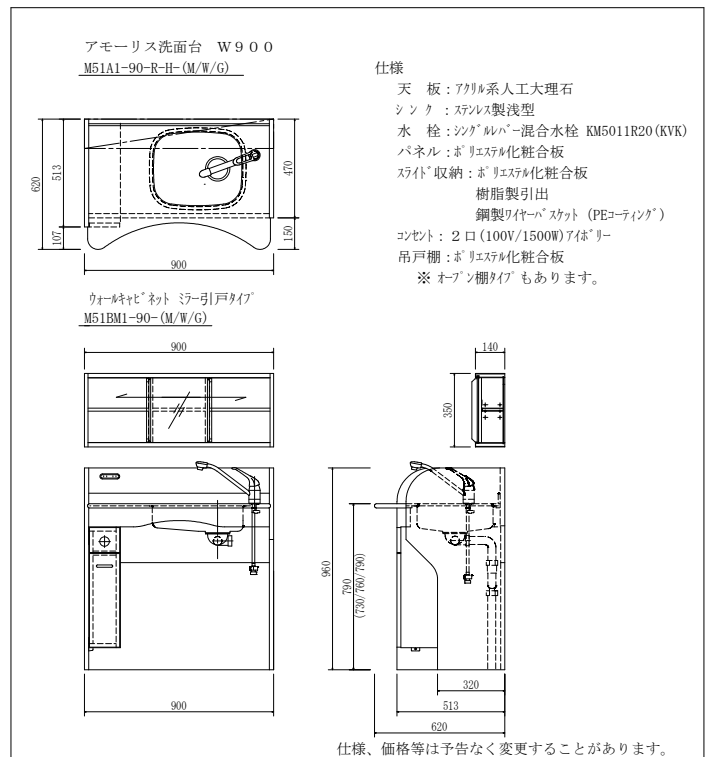 アモーリス洗面台 W900
M51A1-90-R-H-(M/W/G)
仕様
天 板:アクリル系人工大理石
シンク :ステンレス製浅型
水 栓:シングルレバー混合水栓 KM5011R20(KVK)
パネル:ポリエステル化粧合板
スライド収納:ポリエステル化粧合板
樹脂製引出
鋼製ワイヤーバスケット (PEコーティング)
コンセント:2口(100V/1500W)アイボリー
吊戸棚:ポリエステル化粧合板
※ オープン棚タイプもあります。
620
513
107
470
150
900
ウォールキャビネット ミラー引戸タイプ
M51BM1-90-(M/W/G)
900
140
350
960
790
(730/760/790)
900
320
513
620
仕様、価格等は予告なく変更することがあります。